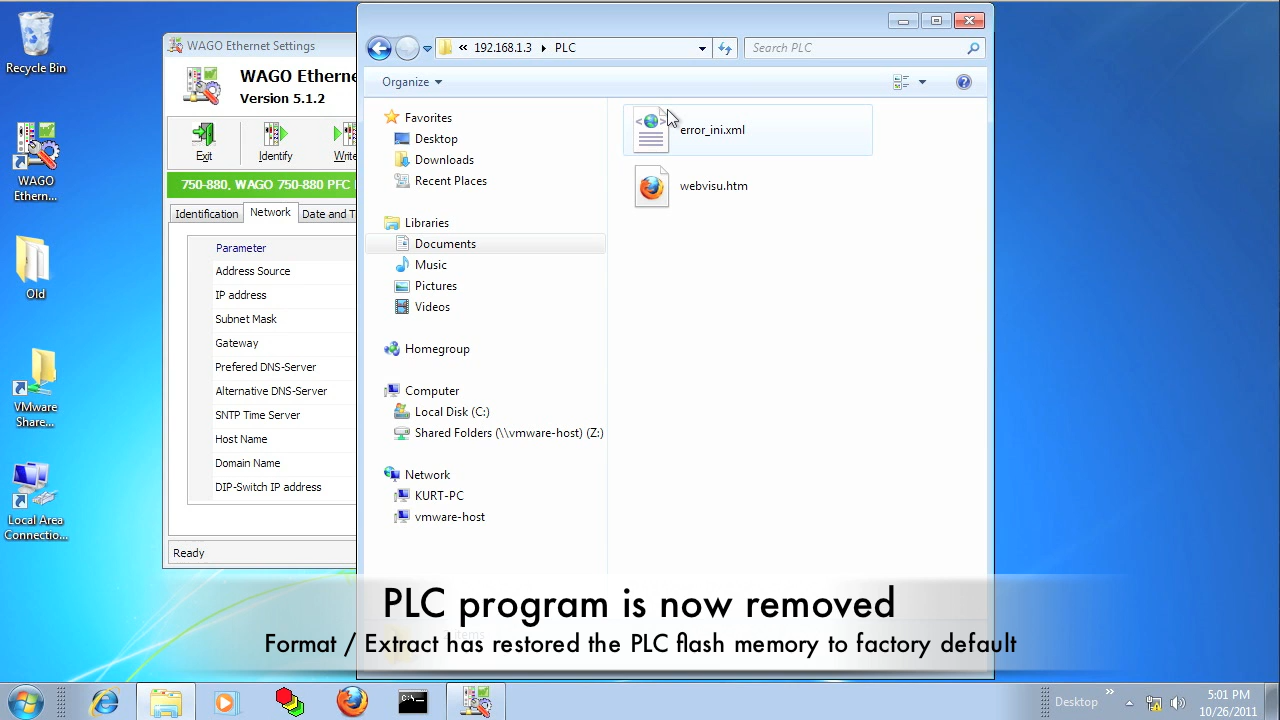 Recycle Bin
WAGO
Ethern...
Old
VMware
Share...
Local Area
Connectio...
WAGO Ethernet Settings
WAGO Etherne
Version 5.1.2
Exit
Identify
Write
750-880, WAGO 750-880 PFC
Identification
Network
Date and T
Parameter
Address Source
IP address
Subnet Mask
Gateway
Prefered DNS-Server
Alternative DNS-Server
SNTP Time Server
Host Name
Domain Name
DIP-Switch IP address
Ready
« 192.168.1.3 PLC
Search PLC
Organize
Favorites
Desktop
Downloads
Recent Places
Libraries
Documents
Music
Pictures
Videos
Homegroup
Computer
Local Disk (C:)
Shared Folders (\\vmware-host) (Z:)
Network
KURT-PC
vmware-host
error_ini.xml
webvisu.htm
PLC program is now removed
Format / Extract has restored the PLC flash memory to factory default
Desktop
5:01 PM
10/26/2011